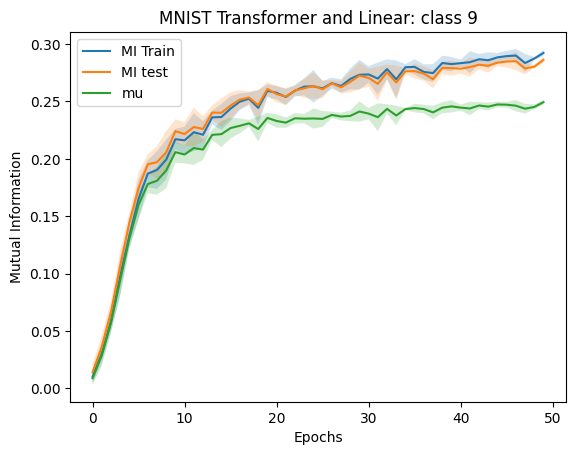 MNIST Transformer and Linear: class 9
MI Train
MI test
mu
Mutual Information
0.30
0.25
0.20
0.15
0.10
0.05
0.00
0 10 20 30 40 50
Epochs